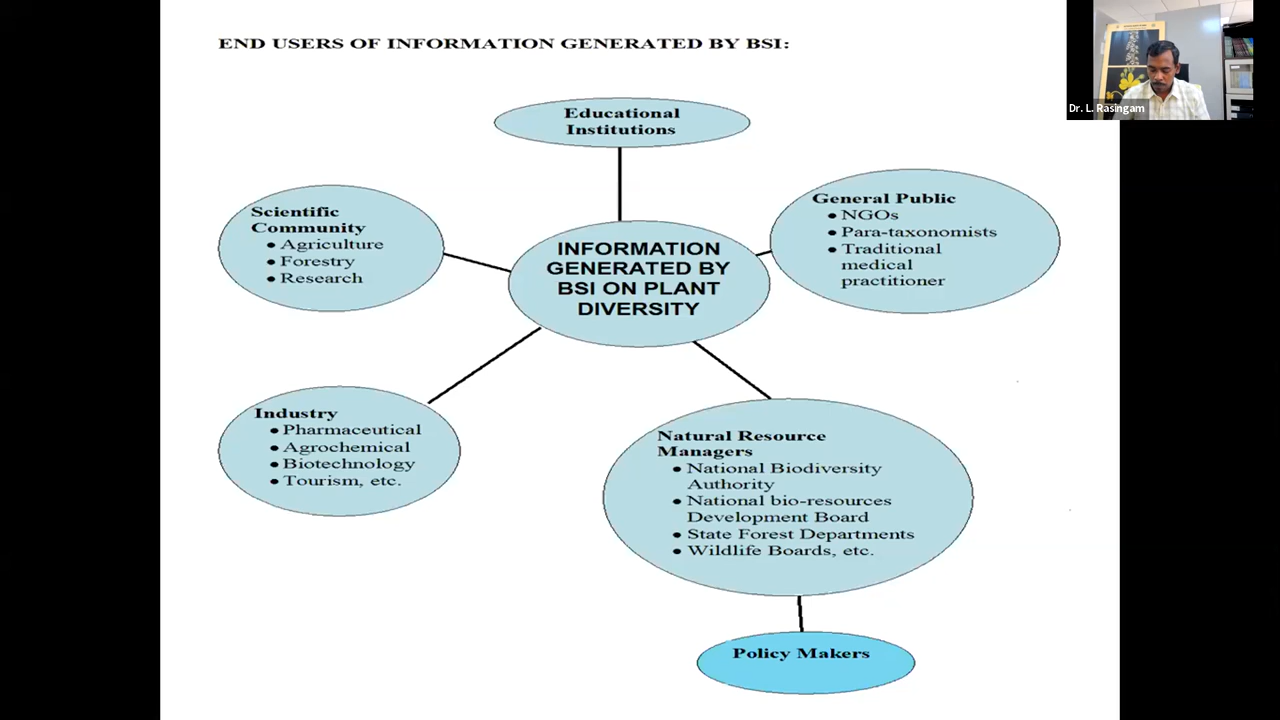 END USERS OF INFORMATION GENERATED BY BSI:
Dr. L. Rasingam
Educational
Institutions
Scientific
Community
• Agriculture
• Forestry
• Research
INFORMATION
GENERATED BY
BSI ON PLANT
DIVERSITY
General Public
• NGOs
• Para-taxonomists
• Traditional
medical
practitioner
Industry
• Pharmaceutical
• Agrochemical
• Biotechnology
• Tourism, etc.
Natural Resource
Managers
• National Biodiversity
Authority
• National bio-resources
Development Board
• State Forest Departments
• Wildlife Boards, etc.
Policy Makers